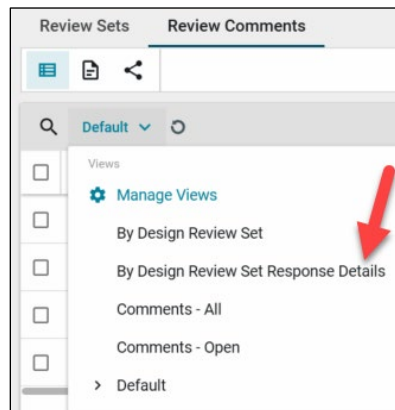 Review Sets Review Comments
Default
Views
Manage Views
By Design Review Set
By Design Review Set Response Details
Comments - All
Comments - Open
Default